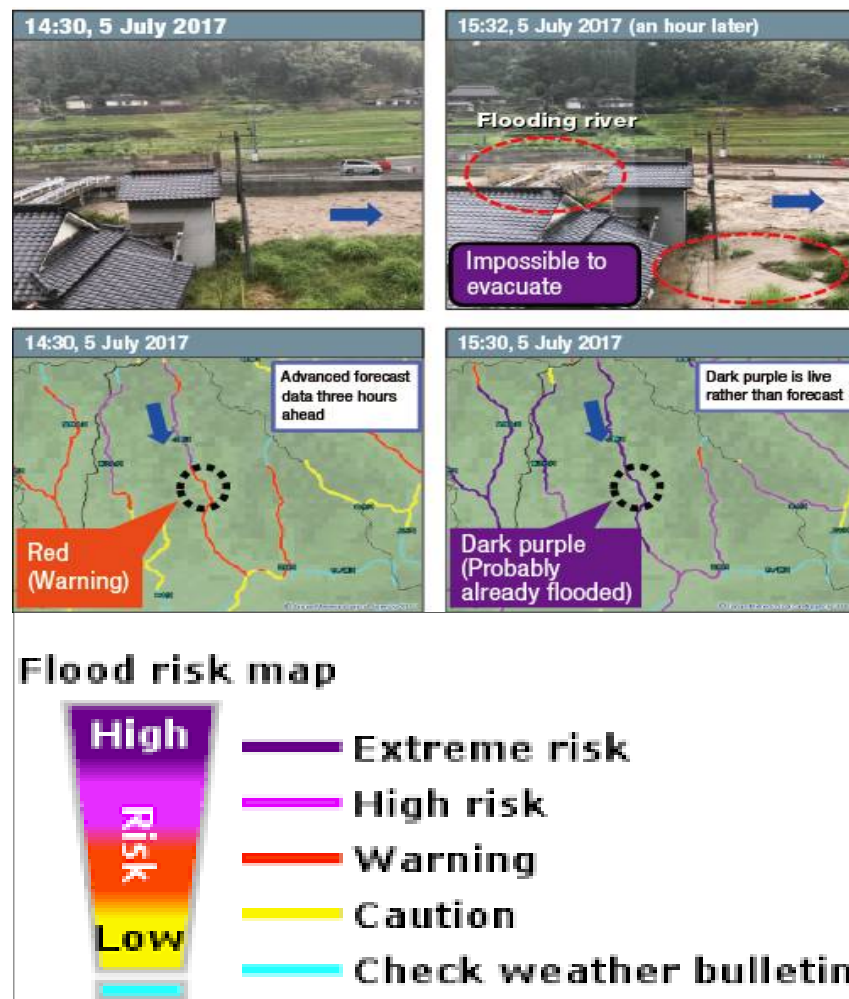 14:30, 5 July 2017
15:32, 5 July 2017 (an hour later)
Flooding river
Impossible to
evacuate
14:30, 5 July 2017
Advanced forecast
data three hours
ahead
Red
(Warning)
15:30, 5 July 2017
Dark purple is live
rather than forecast
Dark purple
(Probably
already flooded)
Flood risk map
High
Risk
Low
Extreme risk
High risk
Warning
Caution
Check weather bulletin